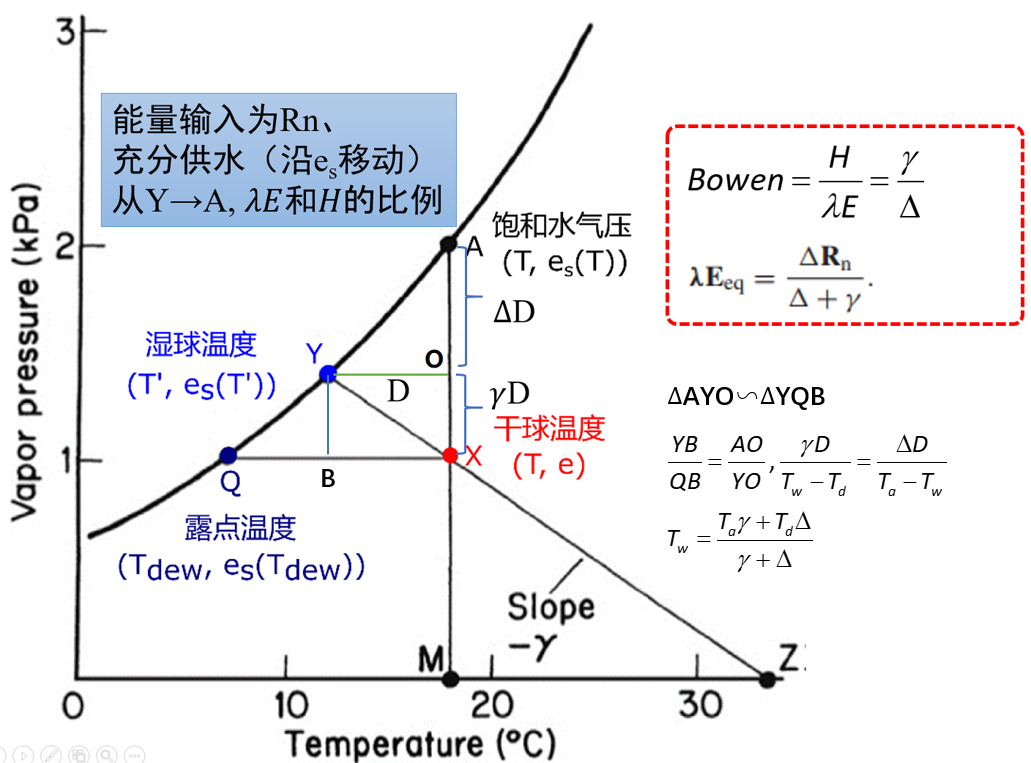 3
能量输入为Rn、
充分供水（沿es移动）
从Y→A, λE和H的比例
Bowen = H/λE = γ/Δ
λEeq = ΔRn/(Δ + γ).
2
A
饱和水气压
(T, es(T))
ΔD
湿球温度
(T', es(T'))
Y
O
D
γD
干球温度
(T, e)
X
ΔAYO∽ΔYQB
YB/QB = AO/YO, γD/(Tw − Td) = ΔD/(Ta − Tw)
Tw = (Taγ + TdΔ)/(γ + Δ)
1
Q
B
露点温度
(Tdew, es(Tdew))
Slope
−γ
M
Z
0
10
20
30
Temperature (°C)
Vapor pressure (kPa)